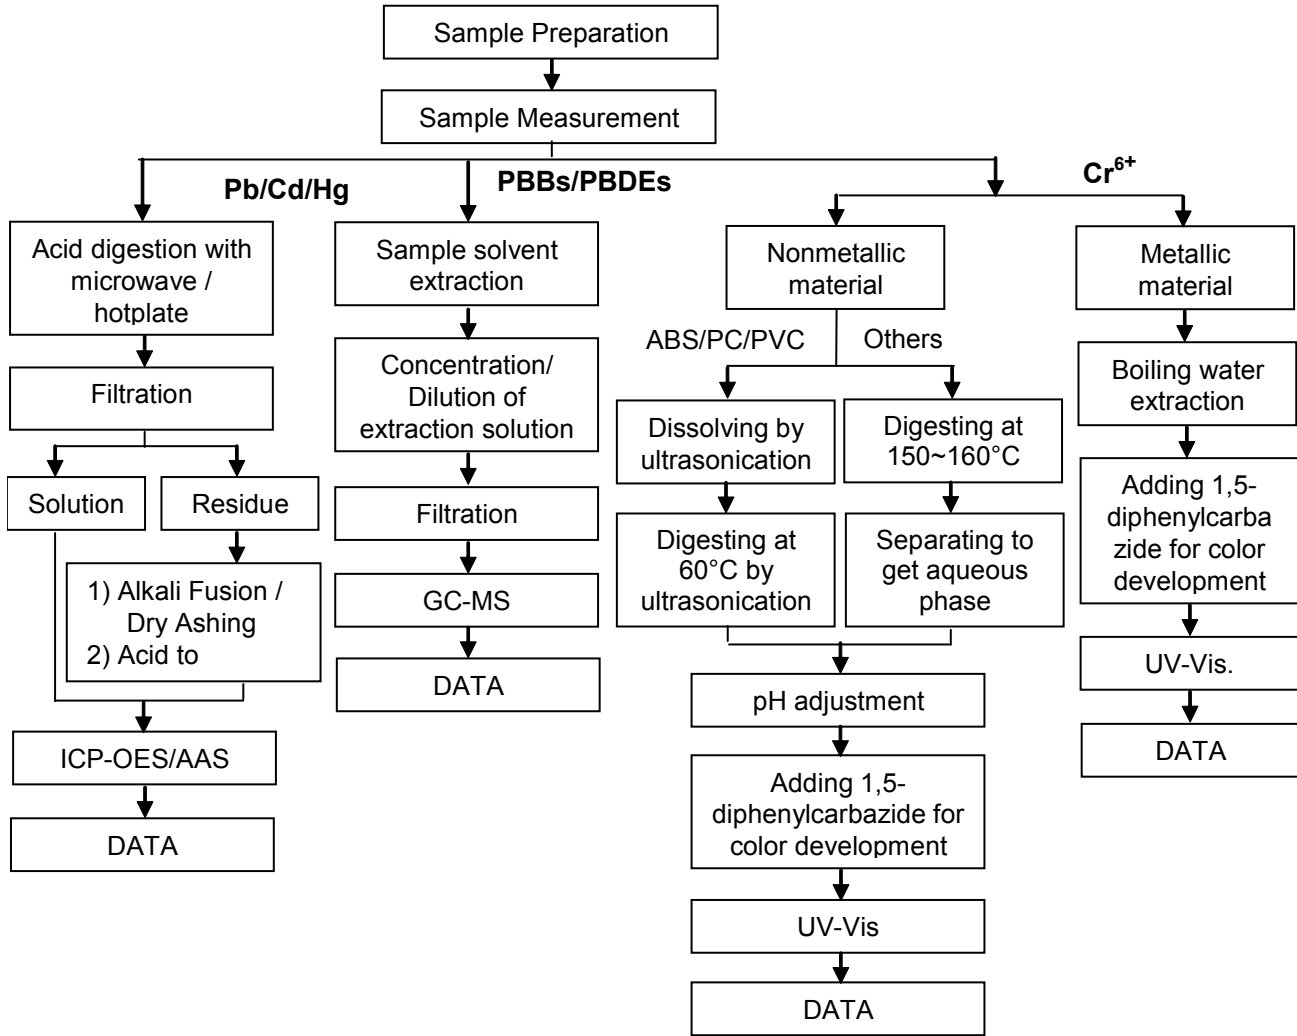 Sample Preparation
Sample Measurement
Pb/Cd/Hg
PBBs/PBDEs
Cr⁶⁺
Acid digestion with
microwave /
hotplate
Filtration
Solution
Residue
1) Alkali Fusion /
Dry Ashing
2) Acid to
ICP-OES/AAS
DATA
Sample solvent
extraction
Concentration/
Dilution of
extraction solution
Filtration
GC-MS
DATA
Nonmetallic
material
ABS/PC/PVC
Others
Dissolving by
ultrasonication
Digesting at
60°C by
ultrasonication
Digesting at
150~160°C
Separating to
get aqueous
phase
pH adjustment
Adding 1,5-
diphenylcarbazide for
color development
UV-Vis
DATA
Metallic
material
Boiling water
extraction
Adding 1,5-
diphenylcarba
zide for color
development
UV-Vis.
DATA